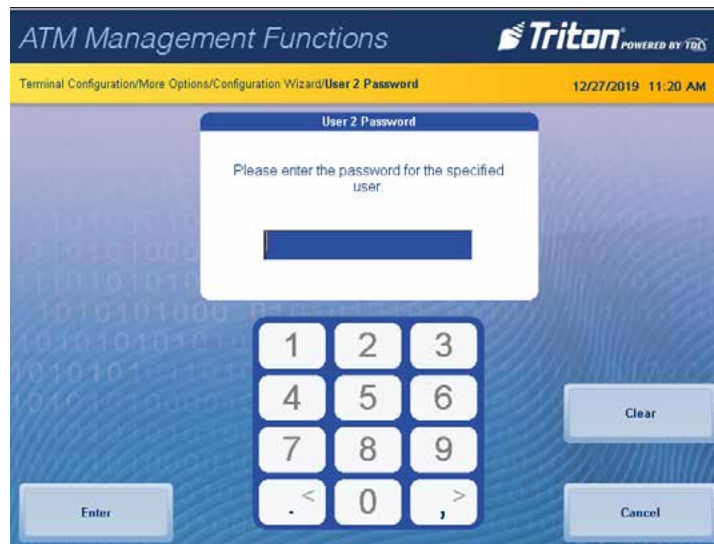 ATM Management Functions
Triton POWERED BY TDL
Terminal Configuration/More Options/Configuration Wizard/User 2 Password
12/27/2019 11:20 AM
User 2 Password
Please enter the password for the specified
user
1 2 3
4 5 6
7 8 9
. < 0 , >
Clear
Enter
Cancel